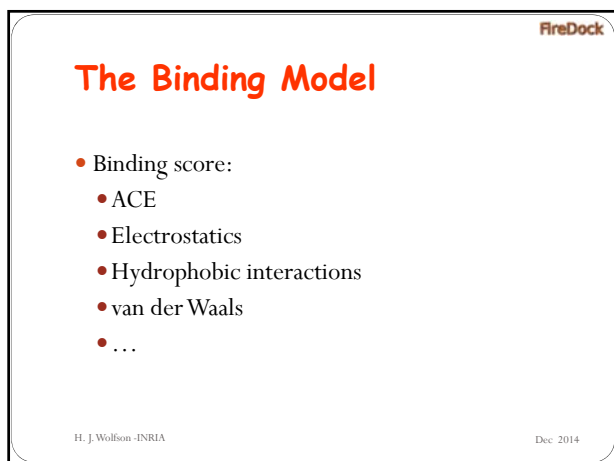 FireDock
The Binding Model
• Binding score:
• ACE
• Electrostatics
• Hydrophobic interactions
• van der Waals
• …
H. J. Wolfson -INRIA
Dec 2014